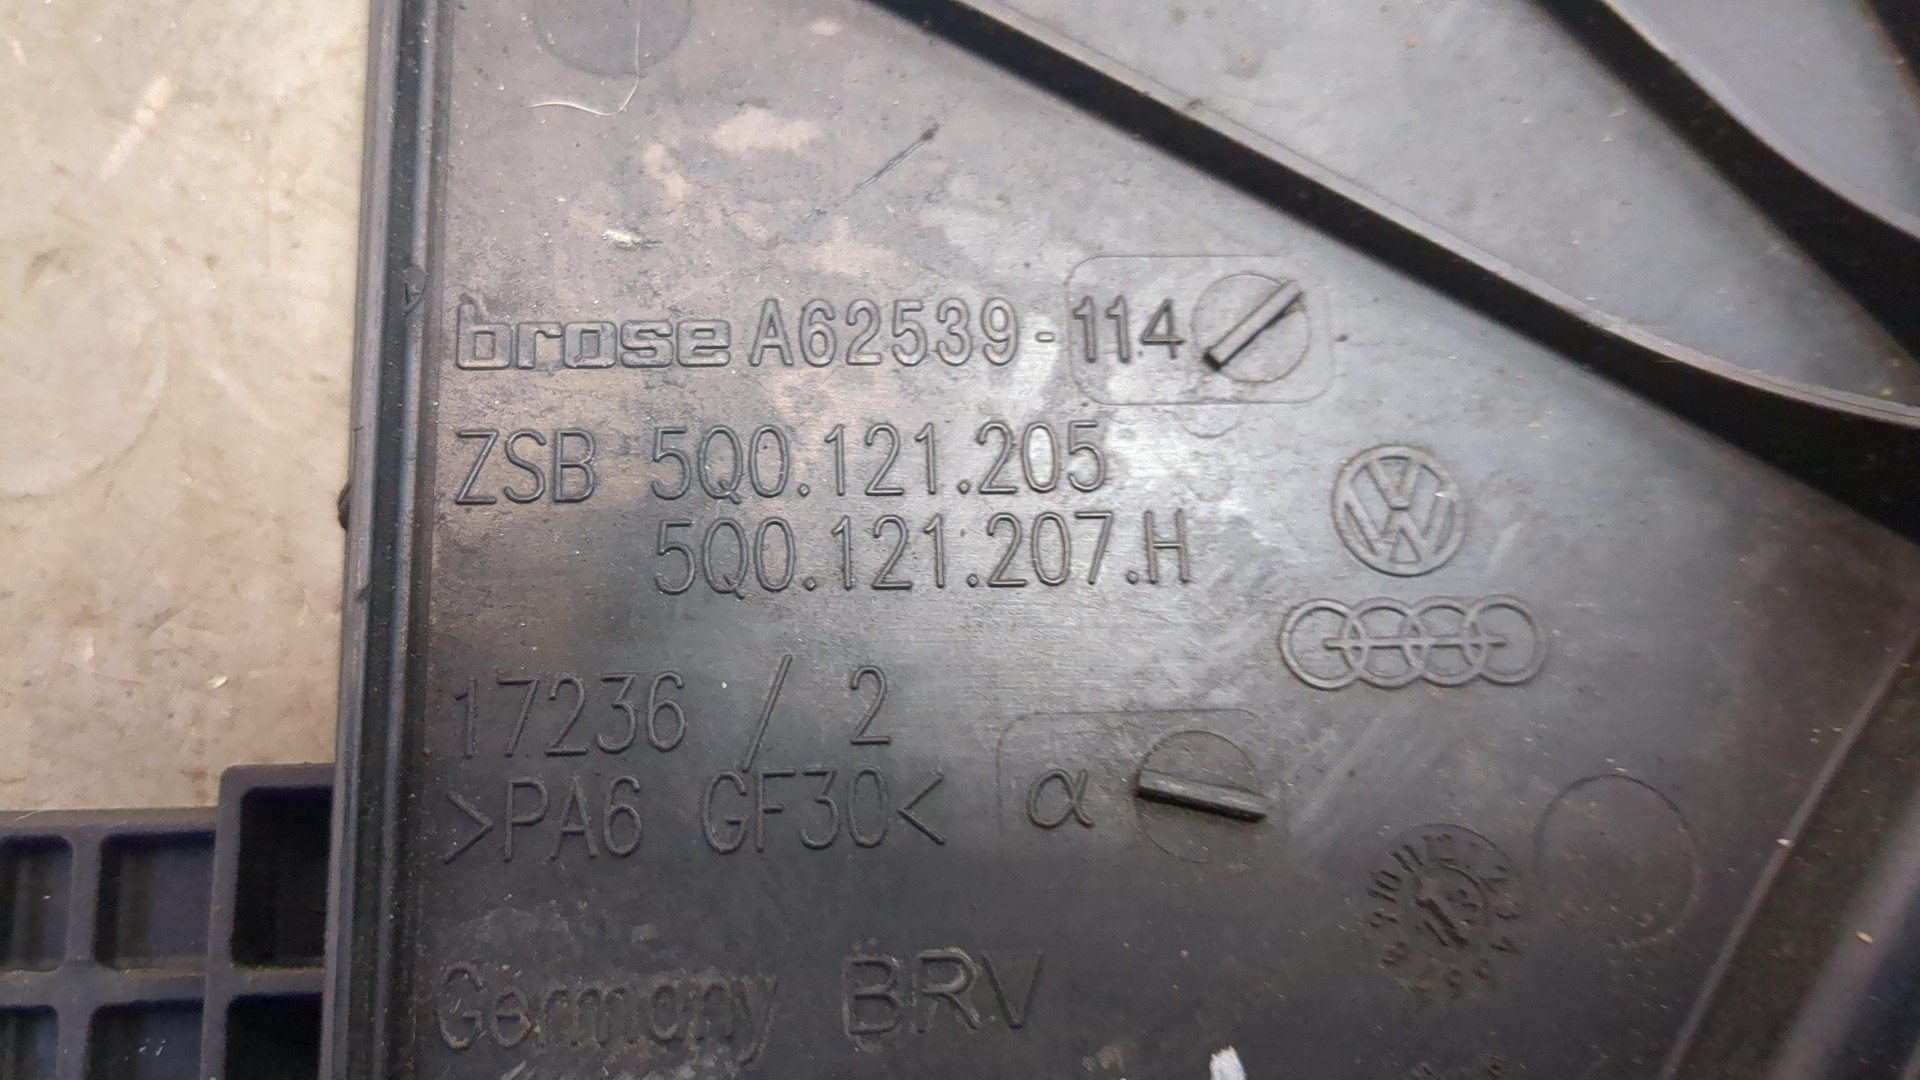 brose A62539-114
ZSB 5Q0.121.205
5Q0.121.207.H
17236 / 2
>PA6 GF30< α
Germany BRV